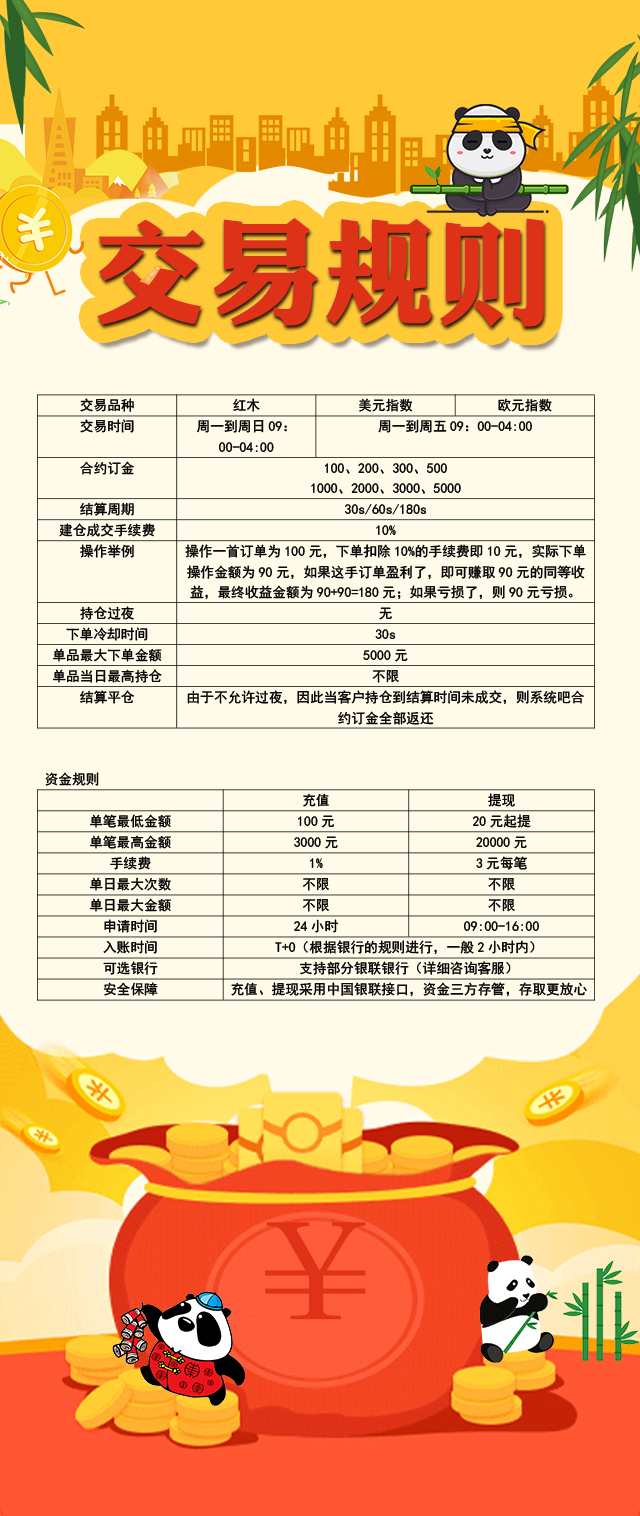 交易规则
交易品种 红木 美元指数 欧元指数
交易时间 周一到周日 09: 周一到周五 09: 00-04:00
00-04:00
合约订金 100、200、300、500
1000、2000、3000、5000
结算周期 30s/60s/180s
建仓成交手续费 10%
操作举例 操作一首订单为 100 元，下单扣除 10%的手续费即 10 元，实际下单
操作金额为 90 元，如果这手订单盈利了，即可赚取 90 元的同等收
益，最终收益金额为 90+90=180 元；如果亏损了，则 90 元亏损。
持仓过夜 无
下单冷却时间 30s
单品最大下单金额 5000 元
单品当日最高持仓 不限
结算平仓 由于不允许过夜，因此当客户持仓到结算时间未成交，则系统吧合
约订金全部返还
资金规则
充值 提现
单笔最低金额 100 元 20 元起提
单笔最高金额 3000 元 20000 元
手续费 1% 3 元每笔
单日最大次数 不限 不限
单日最大金额 不限 不限
申请时间 24 小时 09:00-16:00
入账时间 T+0（根据银行的规则进行，一般 2 小时内）
可选银行 支持部分银联银行（详细咨询客服）
安全保障 充值、提现采用中国银联接口，资金三方存管，存取更放心
¥